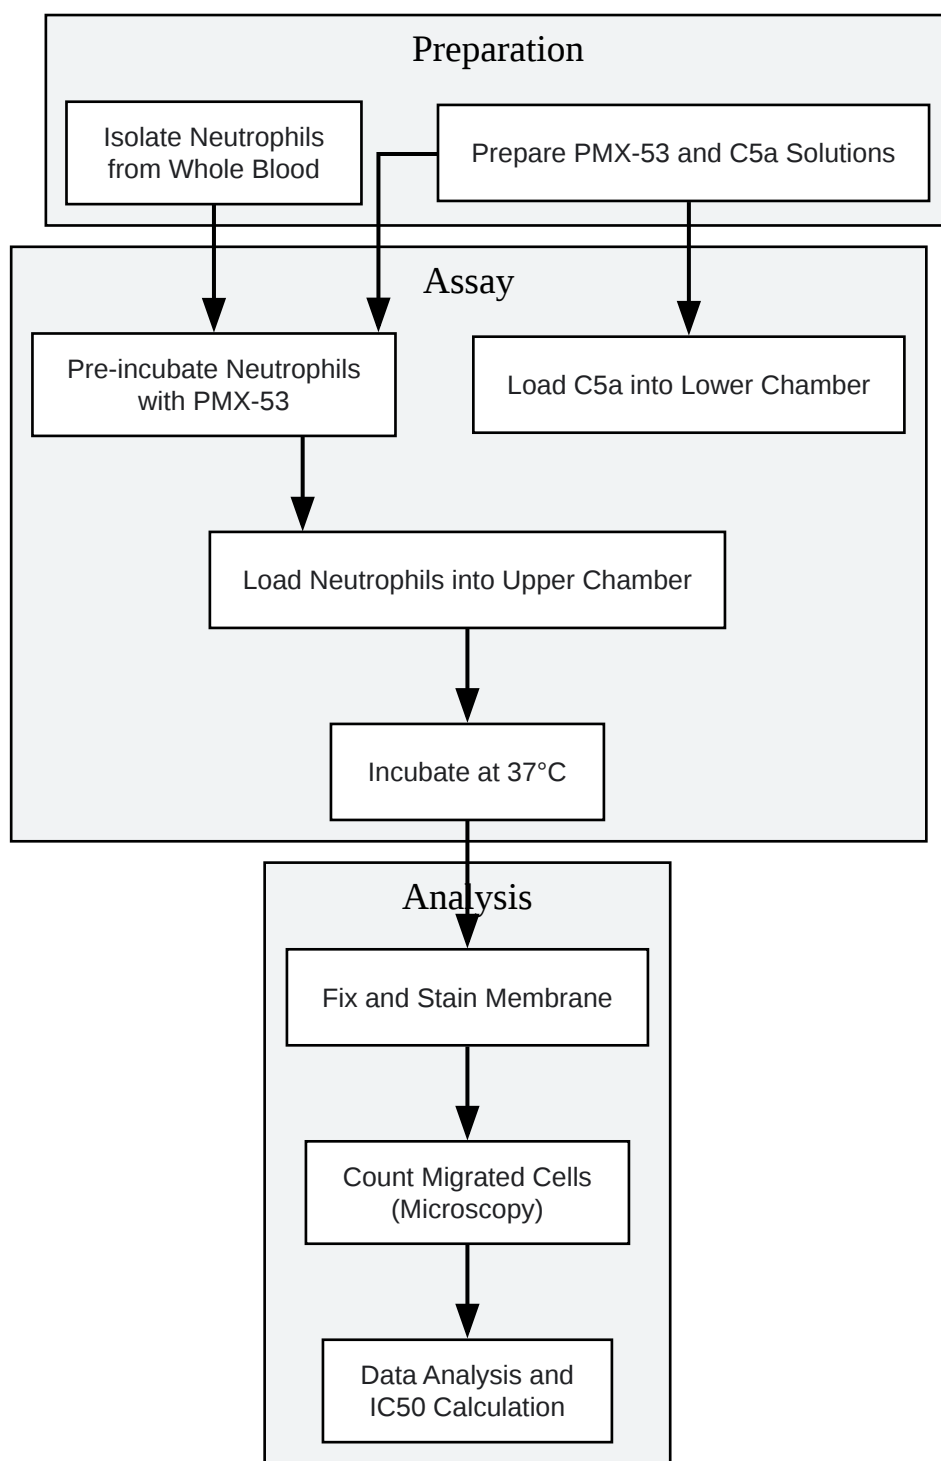 Preparation
Isolate Neutrophils
from Whole Blood
Prepare PMX-53 and C5a Solutions
Assay
Pre-incubate Neutrophils
with PMX-53
Load C5a into Lower Chamber
Load Neutrophils into Upper Chamber
Incubate at 37°C
Analysis
Fix and Stain Membrane
Count Migrated Cells
(Microscopy)
Data Analysis and
IC50 Calculation